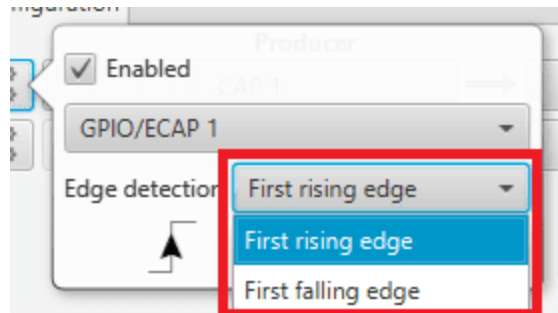 Producer
Enabled
CAP 1
GPIO/ECAP 1
Edge detection First rising edge
First rising edge
First falling edge